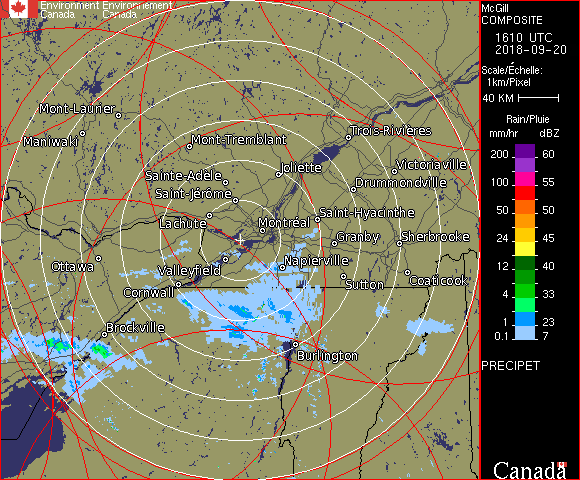 Environment Environnement
Canada Canada
McGill
COMPOSITE
1610 UTC
2018-09-20
Scale/Échelle:
1km/Pixel
40 KM
Rain/Pluie
mm/hr dBZ
200 60
100 55
50 50
24 45
12 40
4 33
1 23
0.1 7
PRECIPET
Canada
Mont-Laurier
Maniwaki
Mont-Tremblant
Trois-Rivières
Sainte-Adèle
Joliette
Victoriaville
Saint-Jérôme
Drummondville
Lachute
Montréal
Saint-Hyacinthe
Granby
Sherbrooke
Ottawa
Valleyfield
Napierville
Cornwall
Sutton
Coaticook
Brockville
Burlington